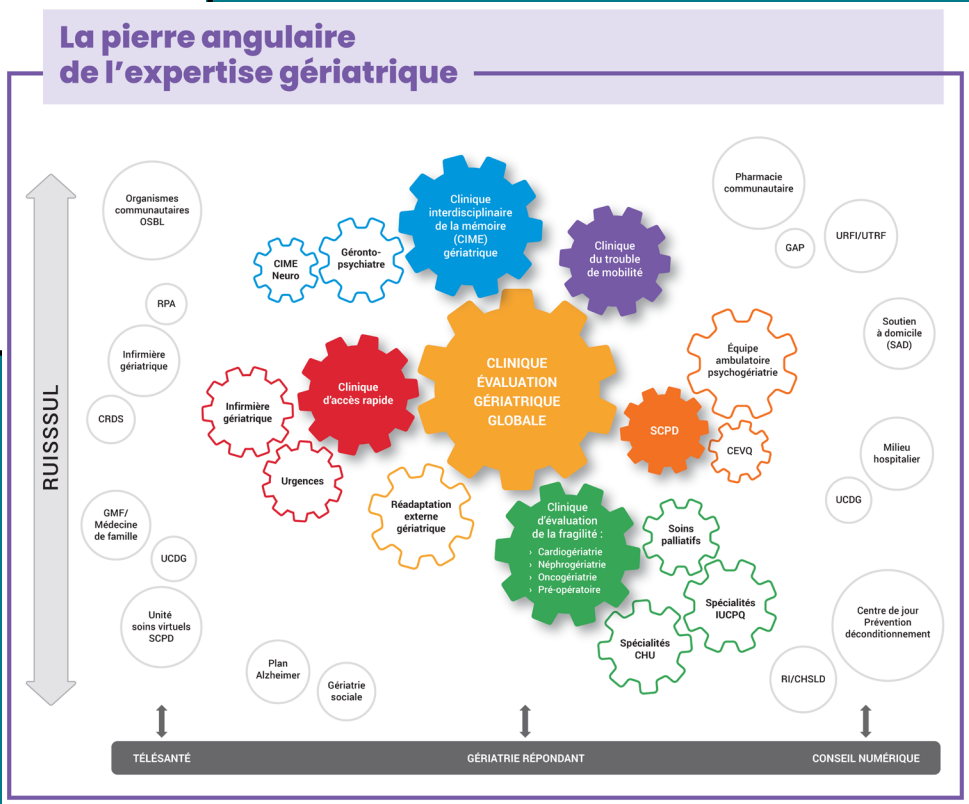 La pierre angulaire
de l'expertise gériatrique
RUISSSUL
Organismes
communautaires
OSBL
RPA
Infirmière
gériatrique
CRDS
GMF/
Médecine
de famille
UCDG
Unité
soins virtuels
SCPD
Plan
Alzheimer
Gériatrie
sociale
CIME
Neuro
Géronto-
psychiatre
Clinique
interdisciplinaire
de la mémoire
(CIME)
gériatrique
Clinique
du trouble
de mobilité
Infirmière
gériatrique
Clinique
d'accès rapide
Urgences
CLINIQUE
ÉVALUATION
GÉRIATRIQUE
GLOBALE
Réadaptation
externe
gériatrique
Équipe
ambulatoire
psychogériatrie
SCPD
CEVQ
Clinique
d'évaluation
de la fragilité :
› Cardiogériatrie
› Néphrogériatrie
› Oncogériatrie
› Pré-opératoire
Soins
palliatifs
Spécialités
IUCPQ
Spécialités
CHU
Pharmacie
communautaire
GAP
URFI/UTRF
Soutien
à domicile
(SAD)
Milieu
hospitalier
UCDG
Centre de jour
Prévention
déconditionnement
RI/CHSLD
TÉLÉSANTÉ
GÉRIATRIE RÉPONDANT
CONSEIL NUMÉRIQUE